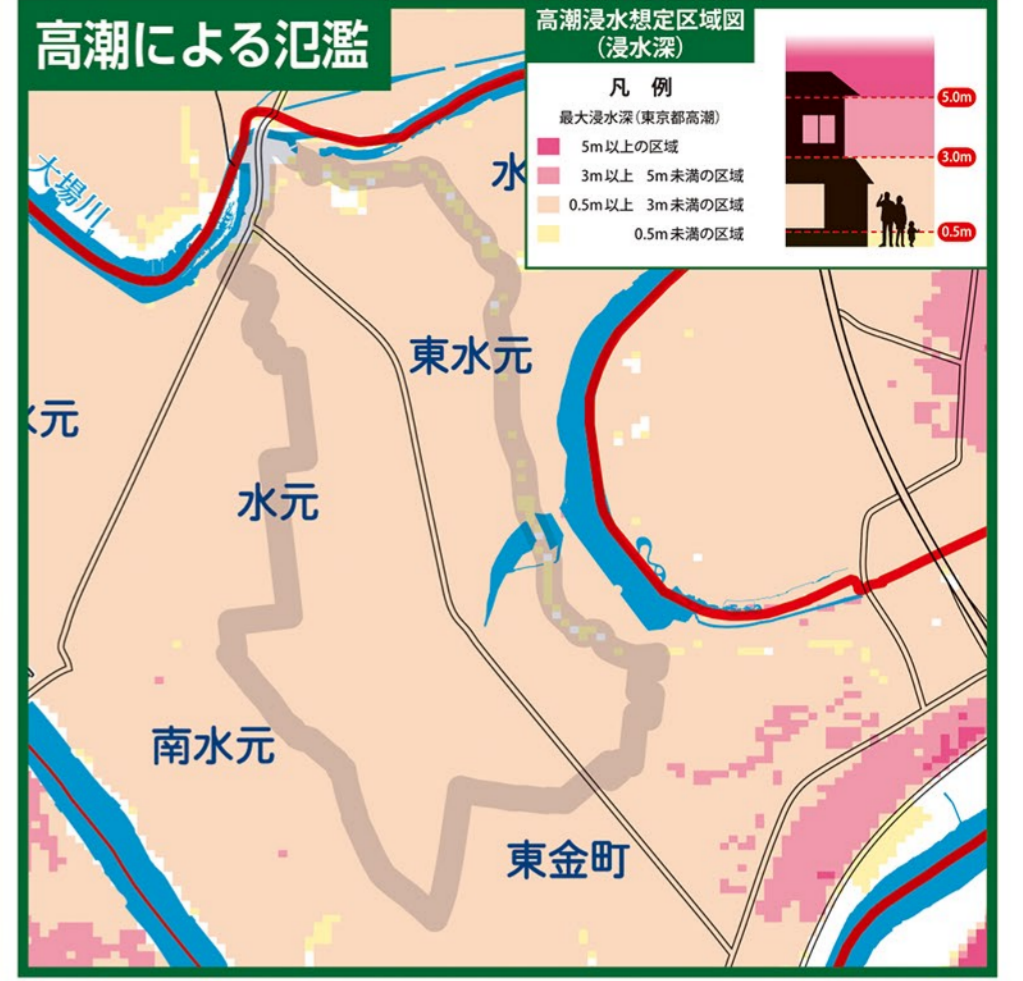 高潮による氾濫
高潮浸水想定区域図
（浸水深）
凡 例
最大浸水深（東京都高潮）
5m以上の区域
3m以上 5m未満の区域
0.5m以上 3m未満の区域
0.5m未満の区域
5.0m
3.0m
0.5m
大場川
水
東水元
元
水元
南水元
東金町